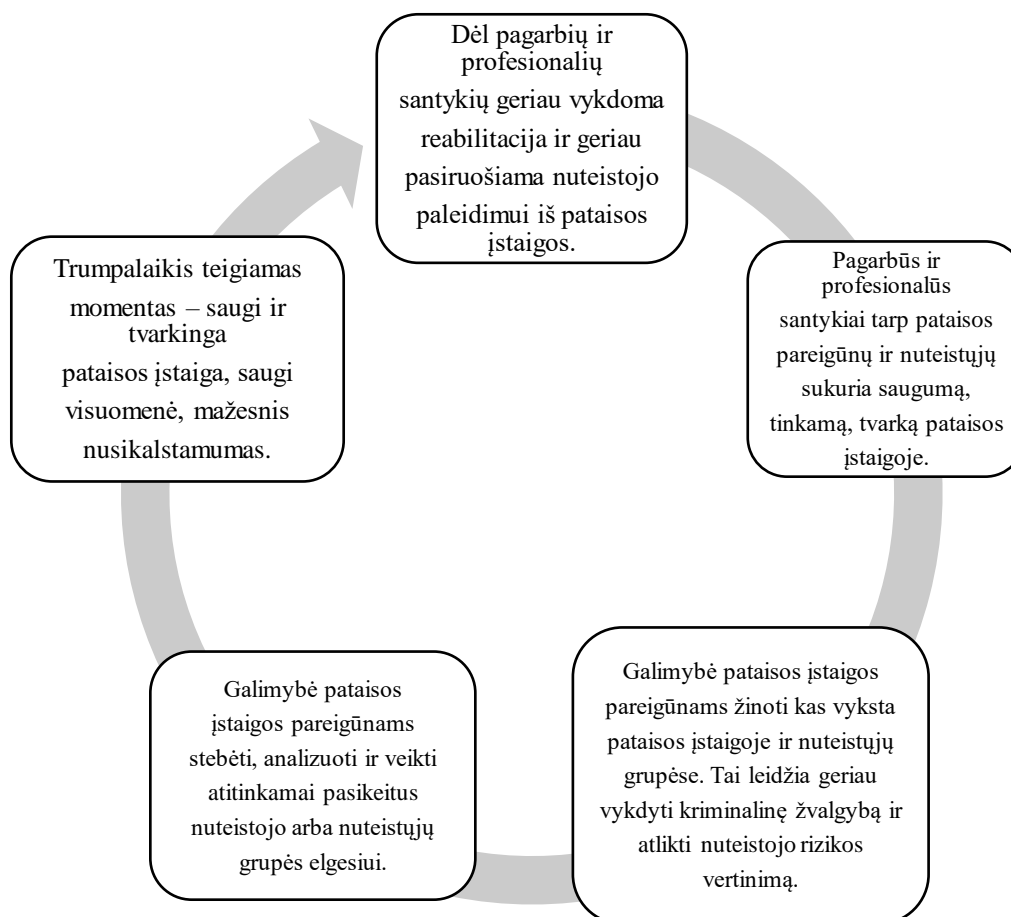 Dėl pagarbių ir
profesionalių
santykių geriau vykdoma
reabilitacija ir geriau
pasiruošiama nuteistojo
paleidimui iš pataisos
įstaigos.
Pagarbūs ir
profesionalūs
santykiai tarp pataisos
pareigūnų ir nuteistųjų
sukuria saugumą,
tinkamą, tvarką pataisos
įstaigoje.
Galimybė pataisos įstaigos
pareigūnams žinoti kas vyksta
pataisos įstaigoje ir nuteistųjų
grupėse. Tai leidžia geriau
vykdyti kriminalinę žvalgybą ir
atlikti nuteistojo rizikos
vertinimą.
Galimybė pataisos
įstaigos pareigūnams
stebėti, analizuoti ir veikti
atitinkamai pasikeitus
nuteistojo arba nuteistųjų
grupės elgesiui.
Trumpalaikis teigiamas
momentas – saugi ir
tvarkinga
pataisos įstaiga, saugi
visuomenė, mažesnis
nusikalstamumas.